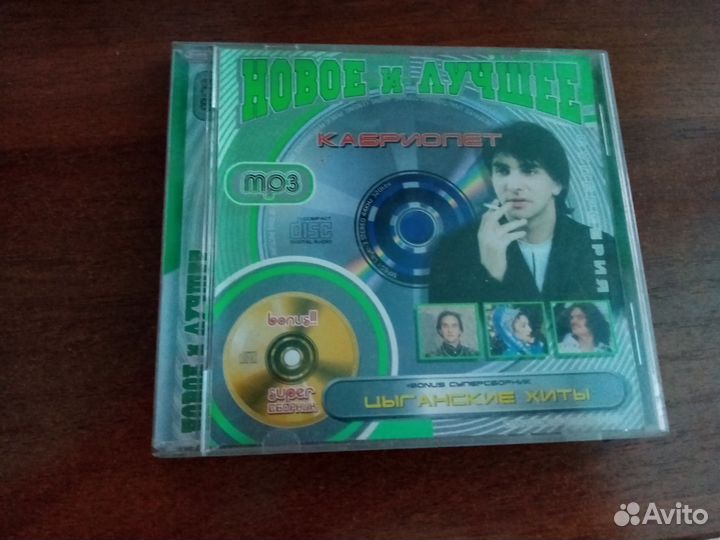 НОВОЕ И ЛУЧШЕЕ
КАБРИОЛЕТ
mp3
COMPACT
DISC
DIGITAL AUDIO
bonus!!
super
СБОРНИК
+BONUS СУПЕРСБОРНИК
ЦЫГАНСКИЕ ХИТЫ
НОВОЕ И ЛУЧШЕЕ
Avito